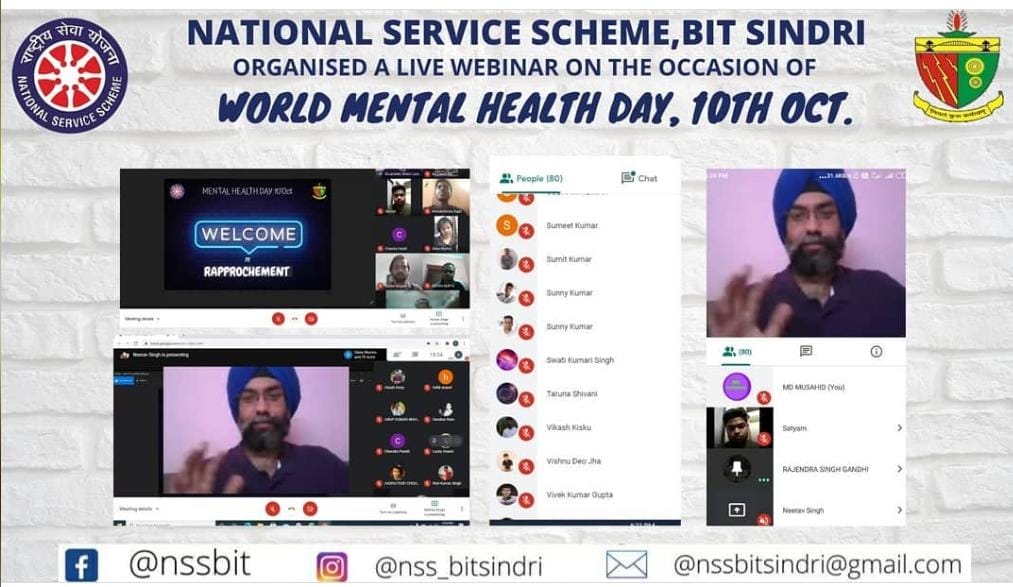 राष्ट्रीय सेवा योजना
NATIONAL SERVICE SCHEME
NATIONAL SERVICE SCHEME,BIT SINDRI
ORGANISED A LIVE WEBINAR ON THE OCCASION OF
WORLD MENTAL HEALTH DAY, 10TH OCT.
MENTAL HEALTH DAY 10 Oct
WELCOME
RAPPROCHEMENT
Meeting details
Neerav Singh is presenting
Meeting details
People (80)
Chat
Sumeet Kumar.
Sumit Kumar
Sunny Kumar
Sunny Kumar
Swati Kumari Singh
Taruna Shivani
Vikash Kisku
Vishnu Deo Jha
Vivek Kumar Gupta
(80)
MD MUSAHID (You)
Satyam
RAJENDRA SINGH GANDHI
Neerav Singh
@nssbit
@nss_bitsindri
@nssbitsindri@gmail.com